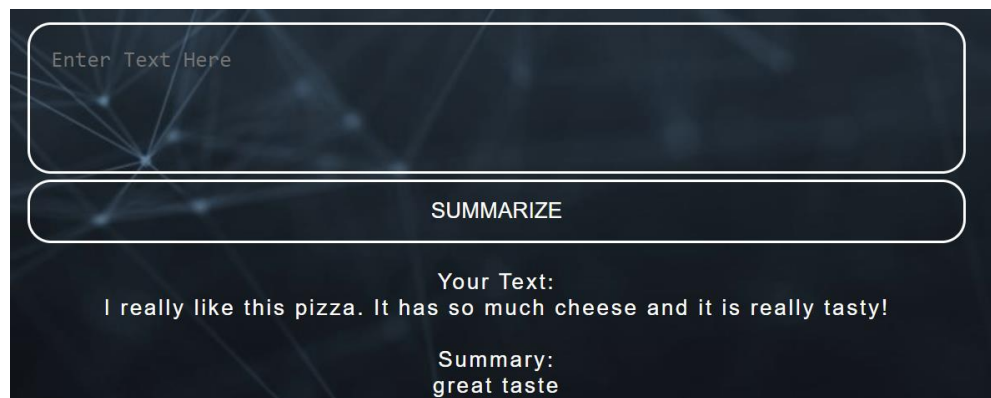 Enter Text Here
SUMMARIZE
Your Text:
I really like this pizza. It has so much cheese and it is really tasty!
Summary:
great taste